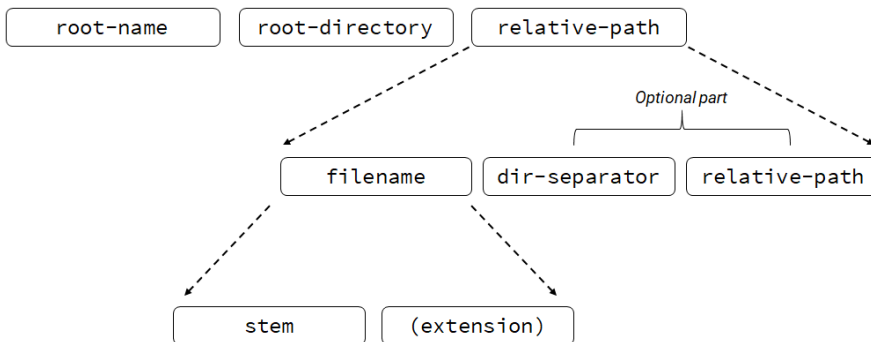 root-name root-directory relative-path
Optional part
filename dir-separator relative-path
stem (extension)